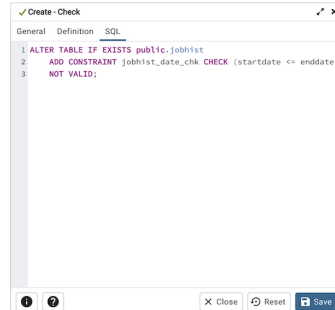 Create - Check
General Definition SQL
1 ALTER TABLE IF EXISTS public.jobhist
2 ADD CONSTRAINT jobhist_date_chk CHECK (startdate <= enddate
3 NOT VALID;
Close Reset Save